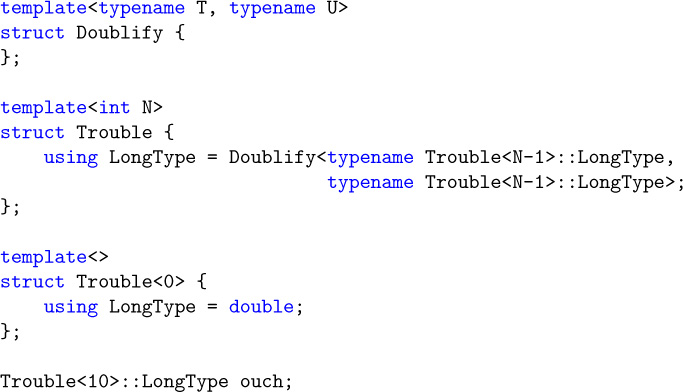 template<typename T, typename U>
struct Doublify {
};

template<int N>
struct Trouble {
    using LongType = Doublify<typename Trouble<N-1>::LongType,
                              typename Trouble<N-1>::LongType>;
};

template<>
struct Trouble<0> {
    using LongType = double;
};

Trouble<10>::LongType ouch;